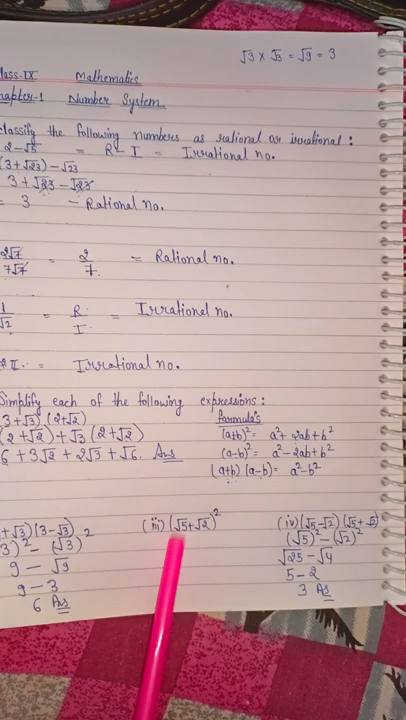 √3 × √3 = √9 = 3
lass-IX Mathematics
hapter-1 Number System
lassify the following numbers as rational or irrational :
2-√5 = R-I = Irrational no.
(3+√23)-√23
3+√23-√23
= 3 - Rational no.
2√7 / 7√7 = 2/7 = Rational no.
1/√2 = R/I = Irrational no.
2 I. = Irrational no.
Simplify each of the following expressions :
3+√3) (2+√2)
(2+√2)+√3(2+√2)
6+3√2+2√3+√6. Ans
formula's
(a+b)² = a²+2ab+b²
(a-b)² = a²-2ab+b²
(a+b)(a-b) = a²-b²
+√3)(3-√3)
3)²-(√3)²
9-√9
9-3
6 Ans
(iii) (√5+√2)²
(iv) (√5-√2)(√5+√2)
(√5)²-(√2)²
√25-√4
5-2
3 Ans